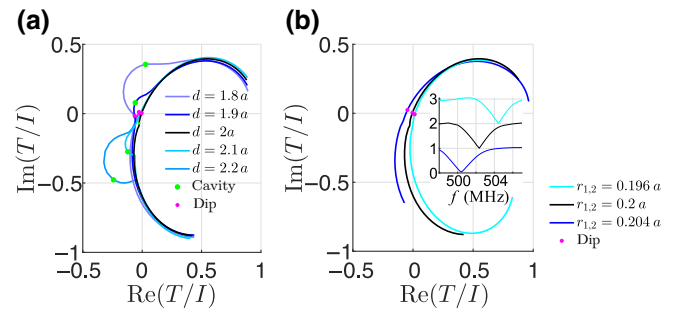 (a)
0.5
0
−0.5
−1
Im(T/I)
d = 1.8 a
d = 1.9 a
d = 2a
d = 2.1 a
d = 2.2 a
Cavity
Dip
−0.5
0
0.5
1
Re(T/I)
(b)
0.5
0
−0.5
−1
Im(T/I)
3
2
1
0
500
504
f (MHz)
−0.5
0
0.5
1
Re(T/I)
r1,2 = 0.196 a
r1,2 = 0.2 a
r1,2 = 0.204 a
Dip